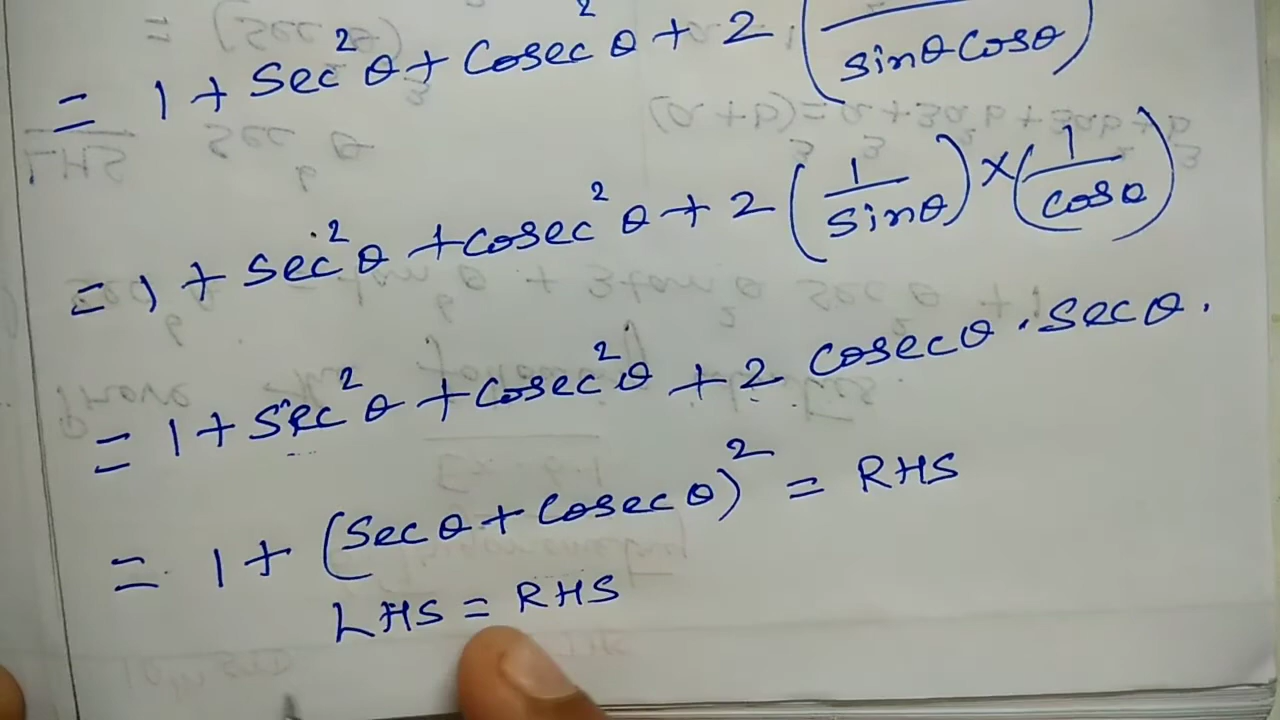 = 1 + Sec²θ + Cosec²θ + 2 (   /sinθ cosθ)
= 1 + Sec²θ + cosec²θ + 2 (1/sinθ) × (1/cosθ)
= 1 + Sec²θ + cosec²θ + 2 cosecθ · Secθ.
= 1 + (Secθ + Cosecθ)² = RHS
LHS = RHS